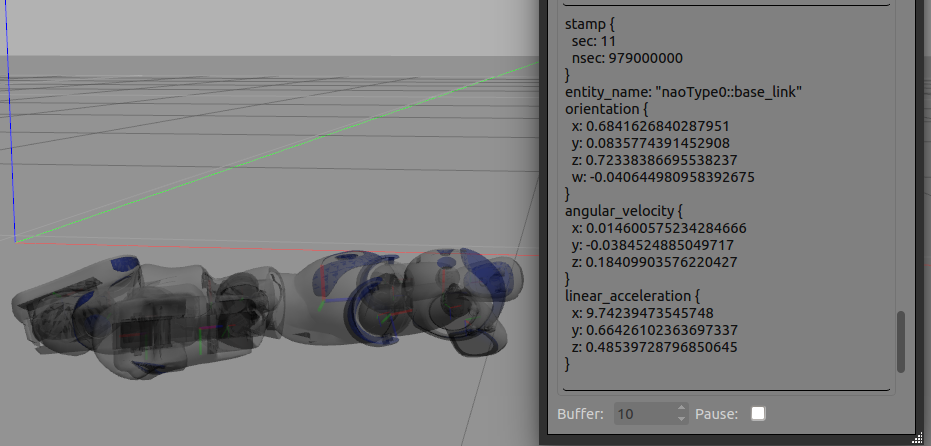 stamp {
sec: 11
nsec: 979000000
}
entity_name: "naoType0::base_link"
orientation {
x: 0.6841626840287951
y: 0.0835774391452908
z: 0.72338386695538237
w: -0.040644980958392675
}
angular_velocity {
x: 0.014600575234284666
y: -0.0384524885049717
z: 0.18409903576220427
}
linear_acceleration {
x: 9.74239473545748
y: 0.66426102363697337
z: 0.48539728796850645
}
Buffer: 10 Pause: